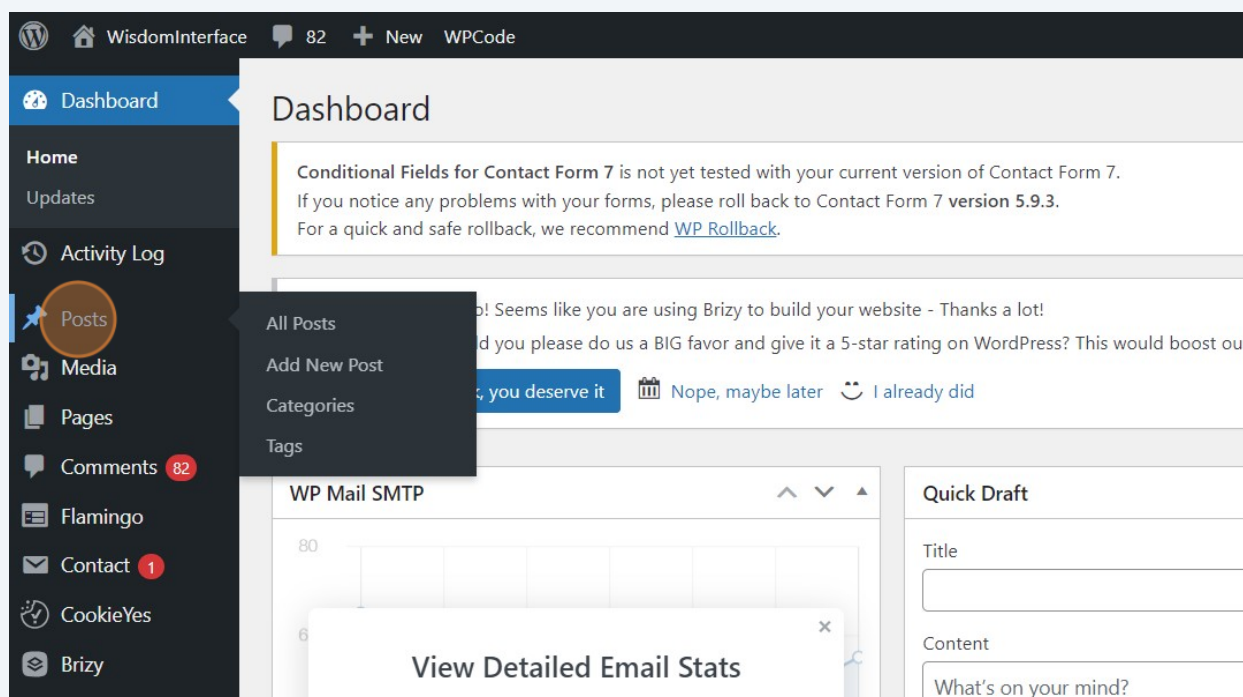 WisdomInterface 82 New WPCode
Dashboard
Home
Updates
Activity Log
Posts
Media
Pages
Comments 82
Flamingo
Contact 1
CookieYes
Brizy
All Posts
Add New Post
Categories
Tags
Dashboard
Conditional Fields for Contact Form 7 is not yet tested with your current version of Contact Form 7.
If you notice any problems with your forms, please roll back to Contact Form 7 version 5.9.3.
For a quick and safe rollback, we recommend WP Rollback.
! Seems like you are using Brizy to build your website - Thanks a lot!
you please do us a BIG favor and give it a 5-star rating on WordPress? This would boost
, you deserve it Nope, maybe later I already did
WP Mail SMTP
80
6
View Detailed Email Stats
Quick Draft
Title
Content
What's on your mind?